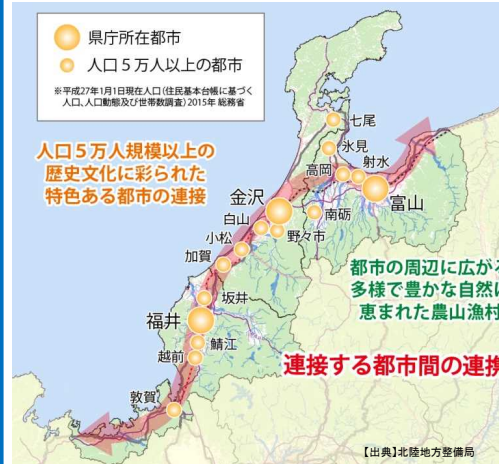 県庁所在都市
人口5万人以上の都市
※平成27年1月1日現在人口(住民基本台帳に基づく
人口、人口動態及び世帯数調査)2015年 総務省
人口5万人規模以上の
歴史文化に彩られた
特色ある都市の連接
七尾
氷見
射水
高岡
金沢
富山
白山
南砺
小松
野々市
加賀
都市の周辺に広がる
多様で豊かな自然に
恵まれた農山漁村
坂井
福井
鯖江
越前
連接する都市間の連携
敦賀
【出典】北陸地方整備局